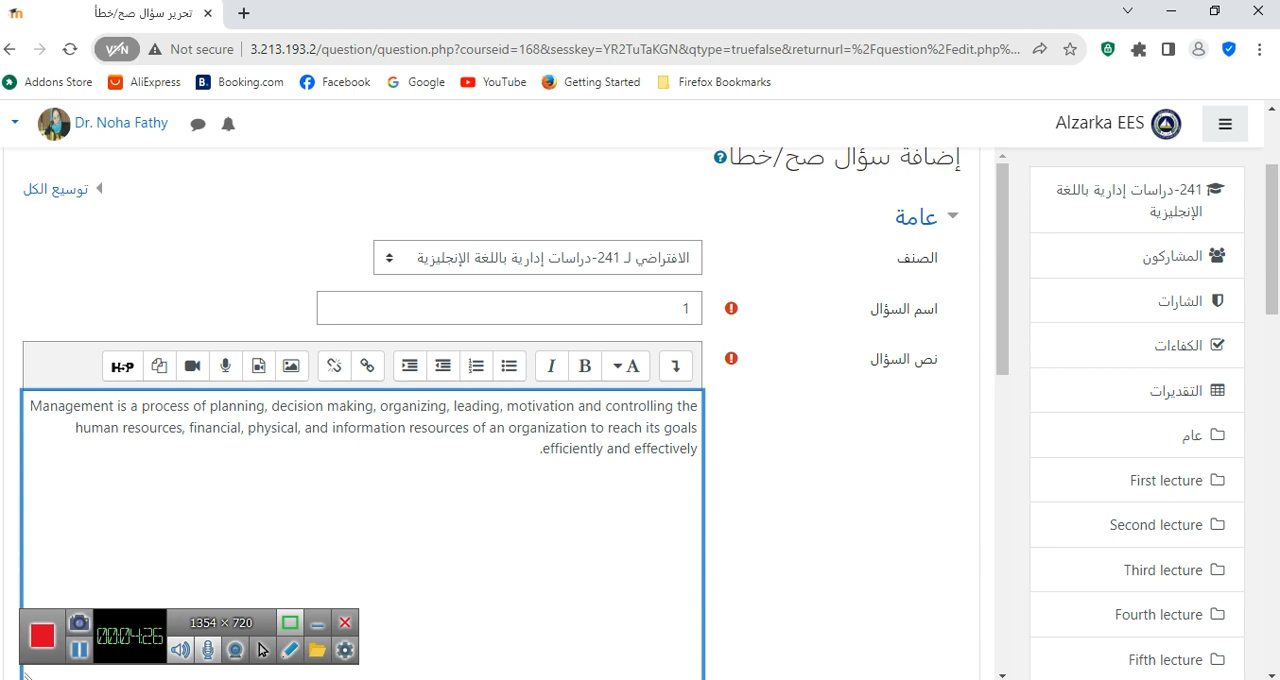 تحرير سؤال صح/خطأ
VPN
Not secure
3.213.193.2/question/question.php?courseid=168&sesskey=YR2TuTaKGN&qtype=truefalse&returnurl=%2Fquestion%2Fedit.php%...
Addons Store
AliExpress
B.
Booking.com
Facebook
Google
YouTube
Getting Started
Firefox Bookmarks
Dr. Noha Fathy
Alzarka EES
إضافة سؤال صح/خطأ
توسيع الكل
عامة
الصنف
الافتراضي لـ 241-دراسات إدارية باللغة الإنجليزية
اسم السؤال
1
نص السؤال
H5P
I
B
A
Management is a process of planning, decision making, organizing, leading, motivation and controlling the
human resources, financial, physical, and information resources of an organization to reach its goals
.efficiently and effectively
241-دراسات إدارية باللغة
الإنجليزية
المشاركون
الشارات
الكفاءات
التقديرات
عام
First lecture
Second lecture
Third lecture
Fourth lecture
Fifth lecture
1354 × 720
00:04:26